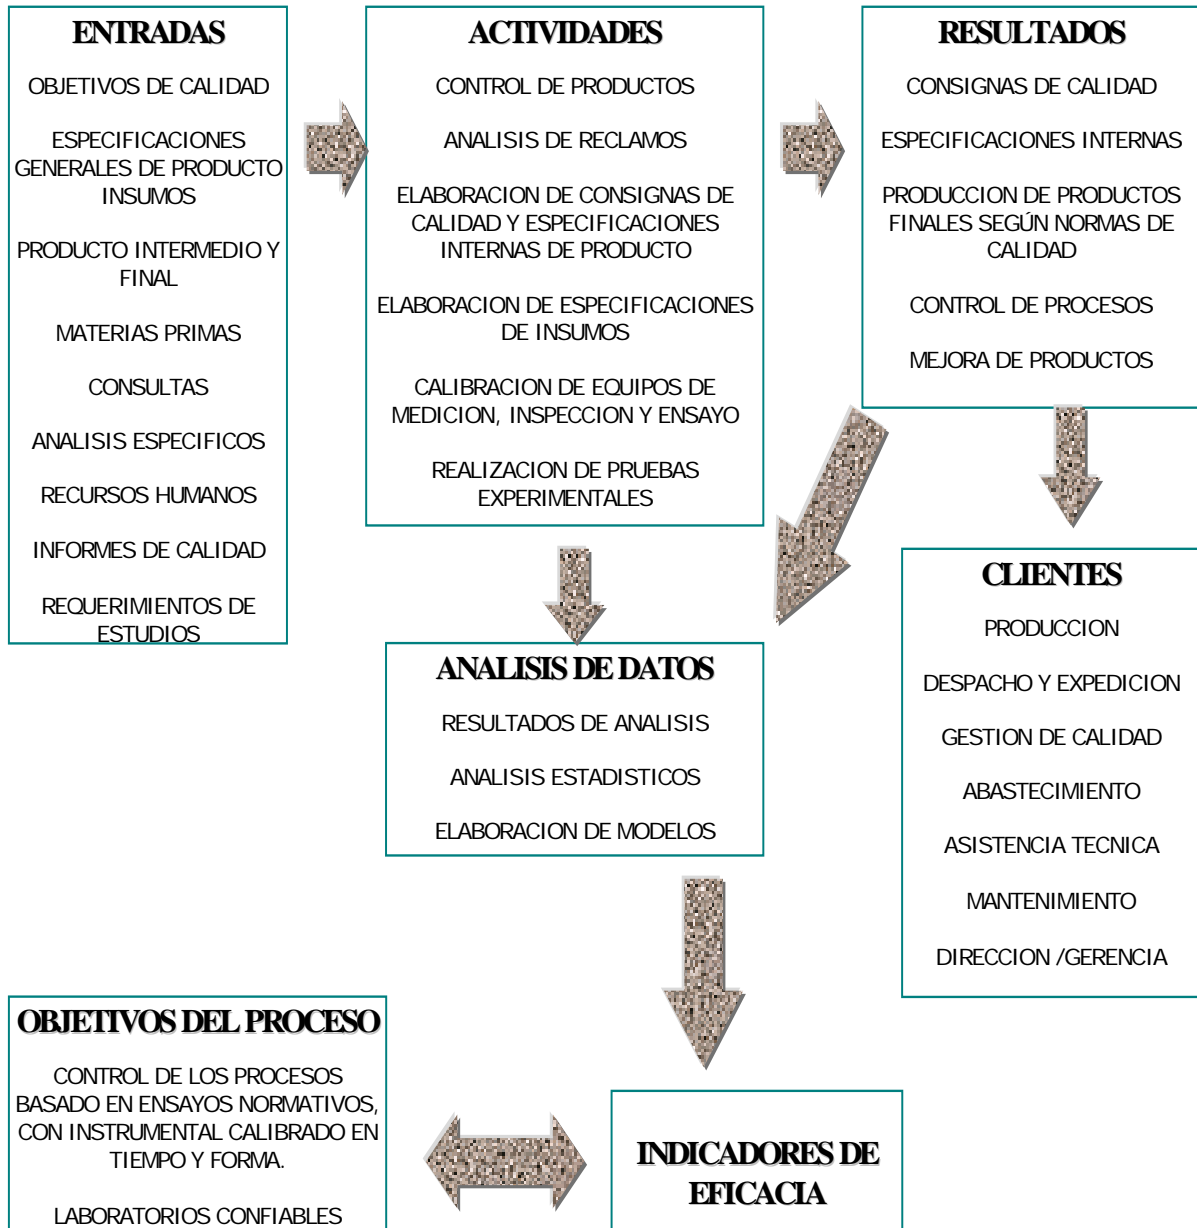 ENTRADAS
OBJETIVOS DE CALIDAD
ESPECIFICACIONES
GENERALES DE PRODUCTO
INSUMOS
PRODUCTO INTERMEDIO Y
FINAL
MATERIAS PRIMAS
CONSULTAS
ANALISIS ESPECIFICOS
RECURSOS HUMANOS
INFORMES DE CALIDAD
REQUERIMIENTOS DE
ESTUDIOS
ACTIVIDADES
CONTROL DE PRODUCTOS
ANALISIS DE RECLAMOS
ELABORACION DE CONSIGNAS DE
CALIDAD Y ESPECIFICACIONES
INTERNAS DE PRODUCTO
ELABORACION DE ESPECIFICACIONES
DE INSUMOS
CALIBRACION DE EQUIPOS DE
MEDICION, INSPECCION Y ENSAYO
REALIZACION DE PRUEBAS
EXPERIMENTALES
RESULTADOS
CONSIGNAS DE CALIDAD
ESPECIFICACIONES INTERNAS
PRODUCCION DE PRODUCTOS
FINALES SEGÚN NORMAS DE
CALIDAD
CONTROL DE PROCESOS
MEJORA DE PRODUCTOS
CLIENTES
PRODUCCION
DESPACHO Y EXPEDICION
GESTION DE CALIDAD
ABASTECIMIENTO
ASISTENCIA TECNICA
MANTENIMIENTO
DIRECCION /GERENCIA
ANALISIS DE DATOS
RESULTADOS DE ANALISIS
ANALISIS ESTADISTICOS
ELABORACION DE MODELOS
OBJETIVOS DEL PROCESO
CONTROL DE LOS PROCESOS
BASADO EN ENSAYOS NORMATIVOS,
CON INSTRUMENTAL CALIBRADO EN
TIEMPO Y FORMA.
LABORATORIOS CONFIABLES
INDICADORES DE
EFICACIA